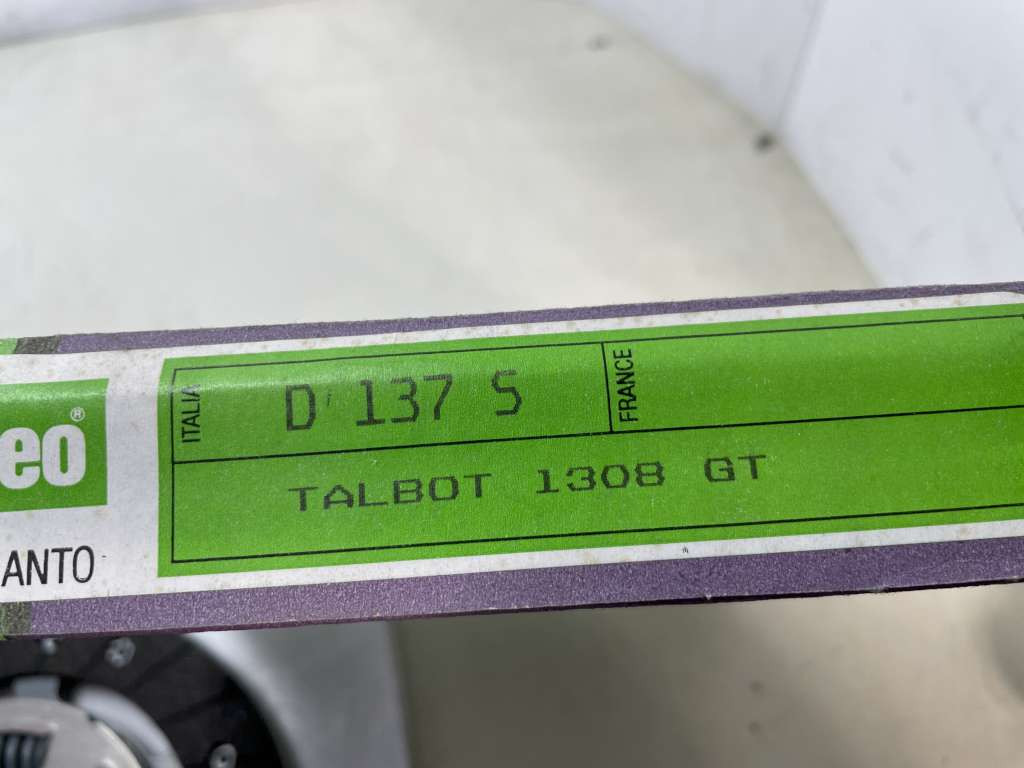 eo®
ANTO
ITALIA
D 137 S
FRANCE
TALBOT 1308 GT